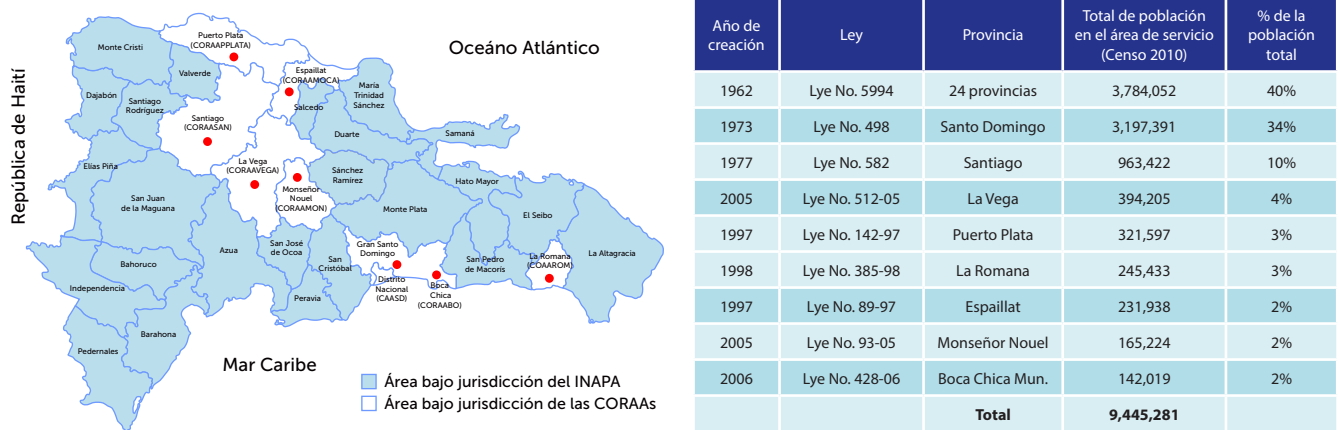 República de Haití
Oceáno Atlántico
Mar Caribe
Monte Cristi
Puerto Plata
(CORAAPPLATA)
Valverde
Espaillat
(CORAAMOCA)
María
Trinidad
Sánchez
Dajabón
Santiago
Rodríguez
Salcedo
Santiago
(CORAASAN)
Duarte
Samaná
Elías Piña
La Vega
(CORAAVEGA)
Sánchez
Ramírez
Monseñor
Nouel
(CORAAMON)
Hato Mayor
San Juan
de la Maguana
Monte Plata
El Seibo
Azua
San José
de Ocoa
San
Cristóbal
Gran Santo
Domingo
San Pedro
de Macorís
La Romana
(COAAROM)
La Altagracia
Bahoruco
Independencia
Distrito
Nacional
(CAASD)
Boca
Chica
(CORAABO)
Peravia
Barahona
Pedernales
Área bajo jurisdicción del INAPA
Área bajo jurisdicción de las CORAAs
Año de creación Ley Provincia Total de población en el área de servicio (Censo 2010) % de la población total
1962 Lye No. 5994 24 provincias 3,784,052 40%
1973 Lye No. 498 Santo Domingo 3,197,391 34%
1977 Lye No. 582 Santiago 963,422 10%
2005 Lye No. 512-05 La Vega 394,205 4%
1997 Lye No. 142-97 Puerto Plata 321,597 3%
1998 Lye No. 385-98 La Romana 245,433 3%
1997 Lye No. 89-97 Espaillat 231,938 2%
2005 Lye No. 93-05 Monseñor Nouel 165,224 2%
2006 Lye No. 428-06 Boca Chica Mun. 142,019 2%
Total 9,445,281